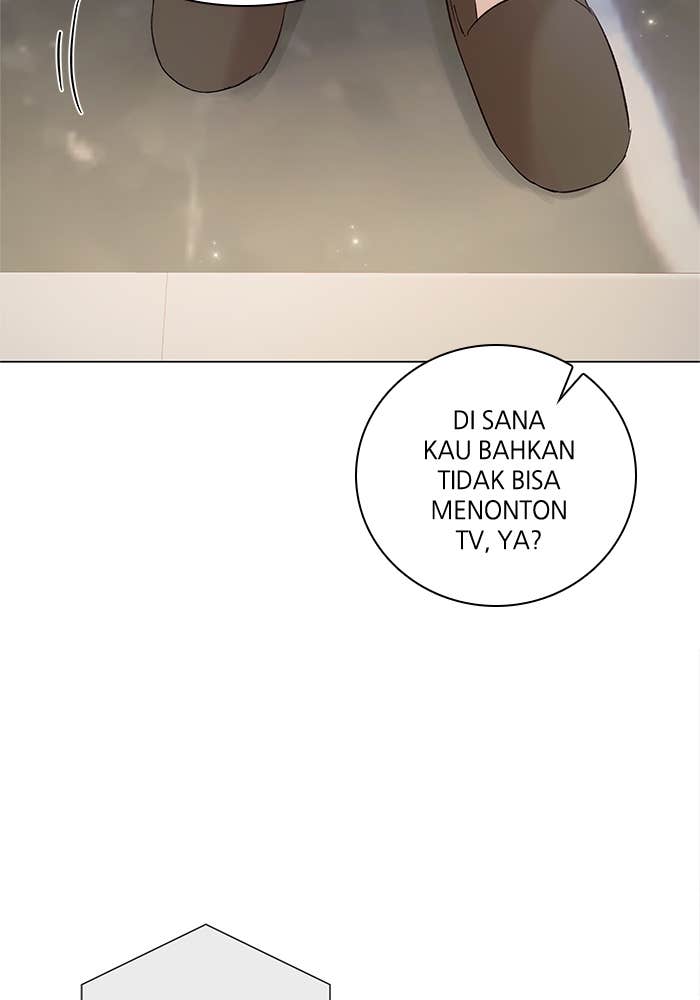 DI SANA
KAU BAHKAN
TIDAK BISA
MENONTON
TV, YA?